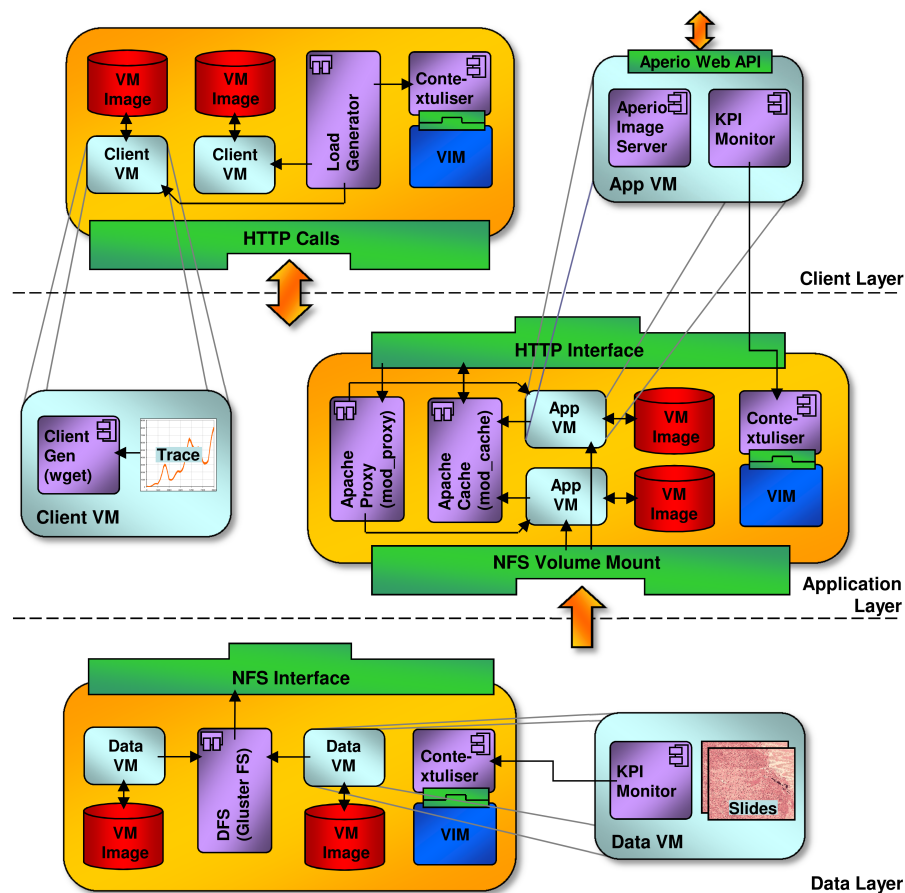 VM
Image
VM
Image
Client
VM
Client
VM
Load
Generator
Conte-
xtuliser
VIM
HTTP Calls
Aperio Web API
Aperio
Image
Server
KPI
Monitor
App VM
Client Layer
Client
Gen
(wget)
Trace
Client VM
HTTP Interface
Apache
Proxy
(mod_proxy)
Apache
Cache
(mod_cache)
App
VM
App
VM
VM
Image
VM
Image
Conte-
xtuliser
VIM
NFS Volume Mount
Application
Layer
NFS Interface
Data
VM
VM
Image
DFS
(Gluster FS)
Data
VM
VM
Image
Conte-
xtuliser
VIM
KPI
Monitor
Slides
Data VM
Data Layer